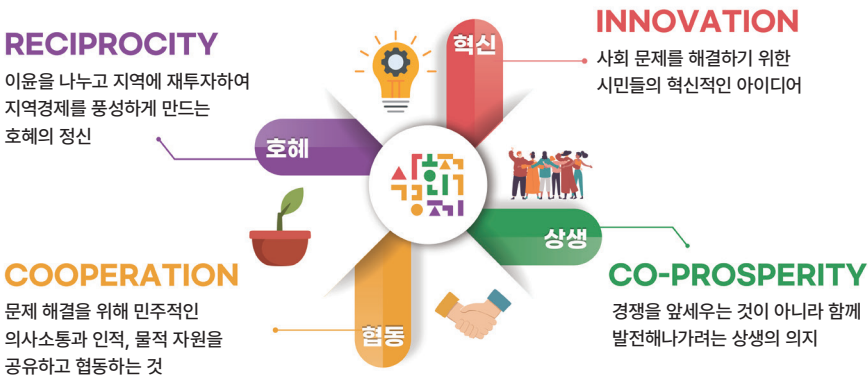 RECIPROCITY
이윤을 나누고 지역에 재투자하여
지역경제를 풍성하게 만드는
호혜의 정신
호혜
혁신
INNOVATION
사회 문제를 해결하기 위한
시민들의 혁신적인 아이디어
사회적
경제
COOPERATION
문제 해결을 위해 민주적인
의사소통과 인적, 물적 자원을
공유하고 협동하는 것
협동
상생
CO-PROSPERITY
경쟁을 앞세우는 것이 아니라 함께
발전해나가려는 상생의 의지